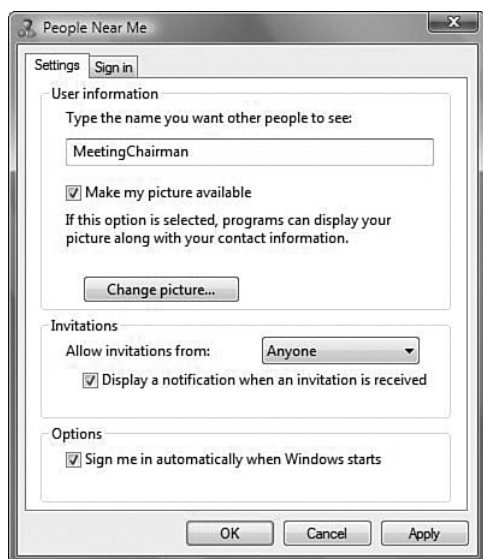 People Near Me
Settings Sign in
User information
Type the name you want other people to see:
MeetingChairman
Make my picture available
If this option is selected, programs can display your
picture along with your contact information.
Change picture...
Invitations
Allow invitations from: Anyone
Display a notification when an invitation is received
Options
Sign me in automatically when Windows starts
OK Cancel Apply